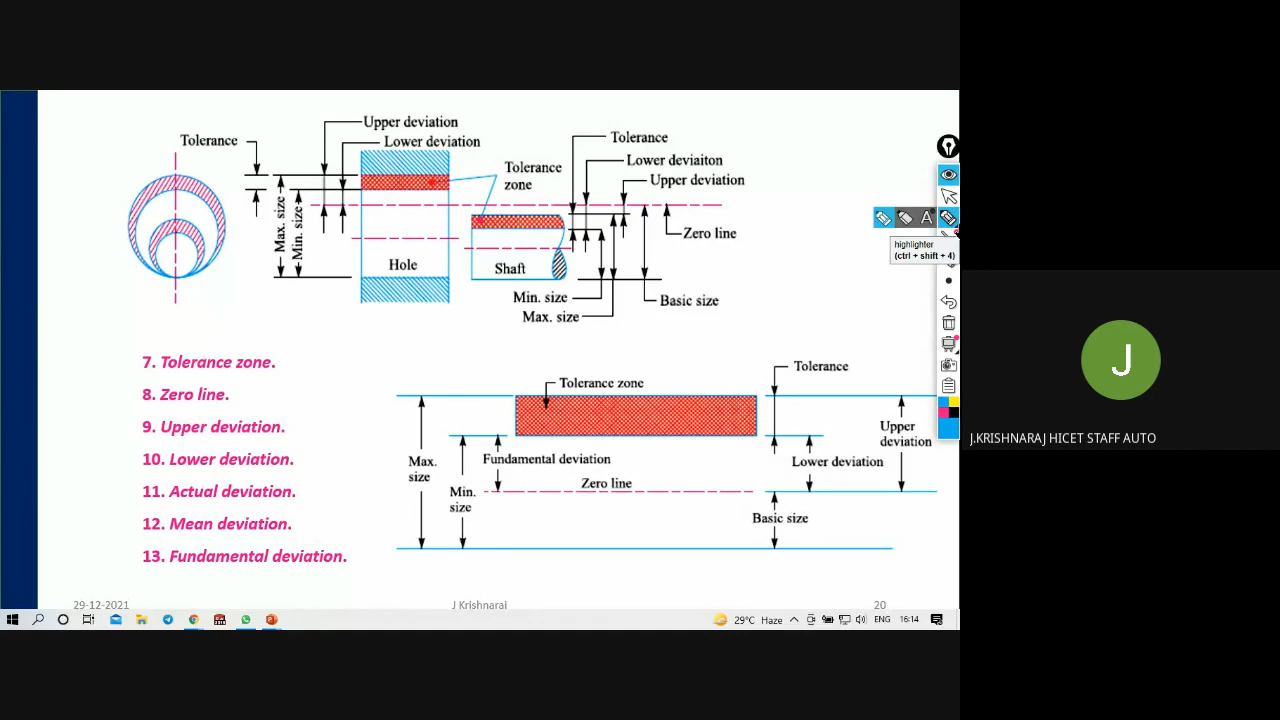 Upper deviation
Tolerance
Lower deviation
Tolerance
zone
Max. size
Min. size
Hole
Shaft
Tolerance
Lower deviaiton
Upper deviation
Zero line
Min. size
Max. size
Basic size
A
highlighter
(ctrl + shift + 4)
7. Tolerance zone.
8. Zero line.
9. Upper deviation.
10. Lower deviation.
11. Actual deviation.
12. Mean deviation.
13. Fundamental deviation.
Tolerance zone
Tolerance
Upper
deviation
Max.
size
Fundamental deviation
Lower deviation
Min.
size
Zero line
Basic size
29-12-2021
J Krishnaraj
20
29°C Haze
ENG
16:14
J
J.KRISHNARAJ HICET STAFF AUTO